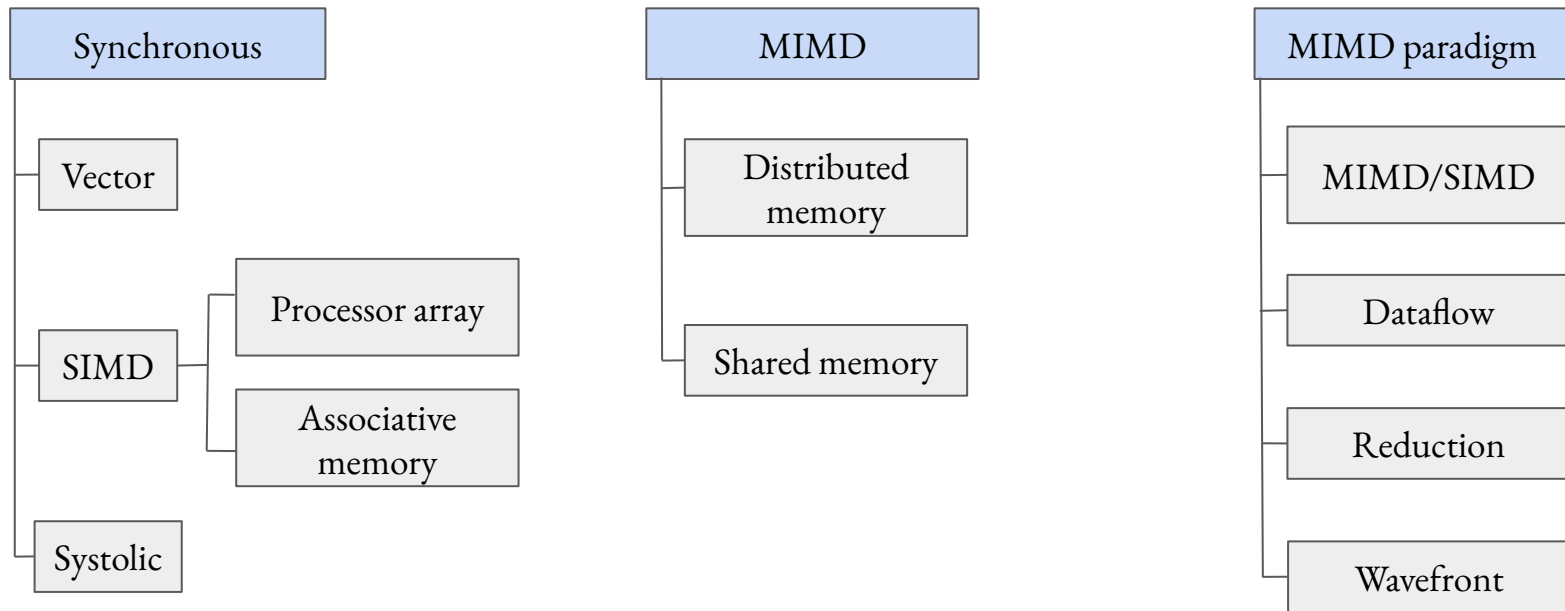 Synchronous
Vector
SIMD
Processor array
Associative
memory
Systolic
MIMD
Distributed
memory
Shared memory
MIMD paradigm
MIMD/SIMD
Dataflow
Reduction
Wavefront